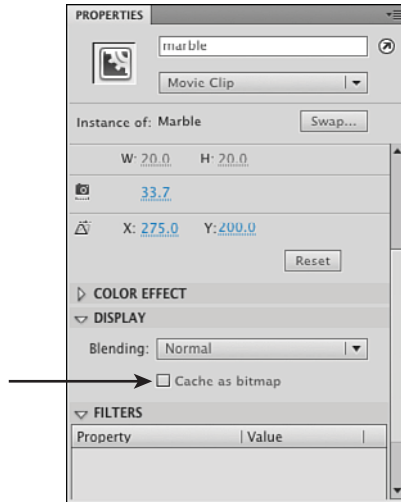 PROPERTIES
marble
Movie Clip
Instance of: Marble Swap...
W: 20.0 H: 20.0
33.7
X: 275.0 Y: 200.0
Reset
COLOR EFFECT
DISPLAY
Blending: Normal
Cache as bitmap
FILTERS
Property Value